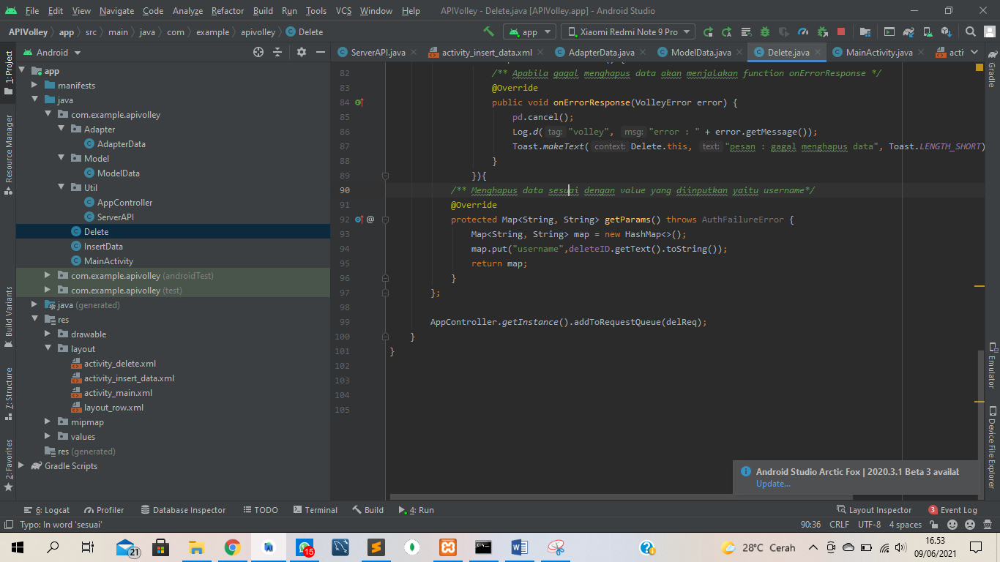 File Edit View Navigate Code Analyze Refactor Build Run Tools VCS Window Help APIVolley - Delete.java [APIVolley.app] - Android Studio
APIVolley app src main java com example apivolley Delete app Xiaomi Redmi Note 9 Pro
Android ServerAPI.java activity_insert_data.xml AdapterData.java ModelData.java Delete.java MainActivity.java acti
1: Project
Resource Manager
Build Variants
7: Structure
2: Favorites
app
manifests
java
com.example.apivolley
Adapter
AdapterData
Model
ModelData
Util
AppController
ServerAPI
Delete
InsertData
MainActivity
com.example.apivolley (androidTest)
com.example.apivolley (test)
java (generated)
res
drawable
layout
activity_delete.xml
activity_insert_data.xml
activity_main.xml
layout_row.xml
mipmap
values
res (generated)
Gradle Scripts
82 /** Apabila gagal menghapus data akan menjalakan function onErrorResponse */
83 @Override
84 public void onErrorResponse(VolleyError error) {
85 pd.cancel();
86 Log.d( tag: "volley", msg: "error : " + error.getMessage());
87 Toast.makeText( context: Delete.this, text: "pesan : gagal menghapus data", Toast.LENGTH_SHORT)
88 }
89 }){
90 /** Menghapus data sesuai dengan value yang diinputkan yaitu username*/
91 @Override
92 @ protected Map<String, String> getParams() throws AuthFailureError {
93 Map<String, String> map = new HashMap<>();
94 map.put("username",deleteID.getText().toString());
95 return map;
96 }
97 };
98
99 AppController.getInstance().addToRequestQueue(delReq);
100 }
101 }
102
103
104
105
Gradle
Emulator
Device File Explorer
Android Studio Arctic Fox | 2020.3.1 Beta 3 availab
Update...
6: Logcat Profiler Database Inspector TODO Terminal Build 4: Run Layout Inspector 3 Event Log
Typo: In word 'sesuai' 90:36 CRLF UTF-8 4 spaces
21 15 28°C Cerah 16.53
09/06/2021